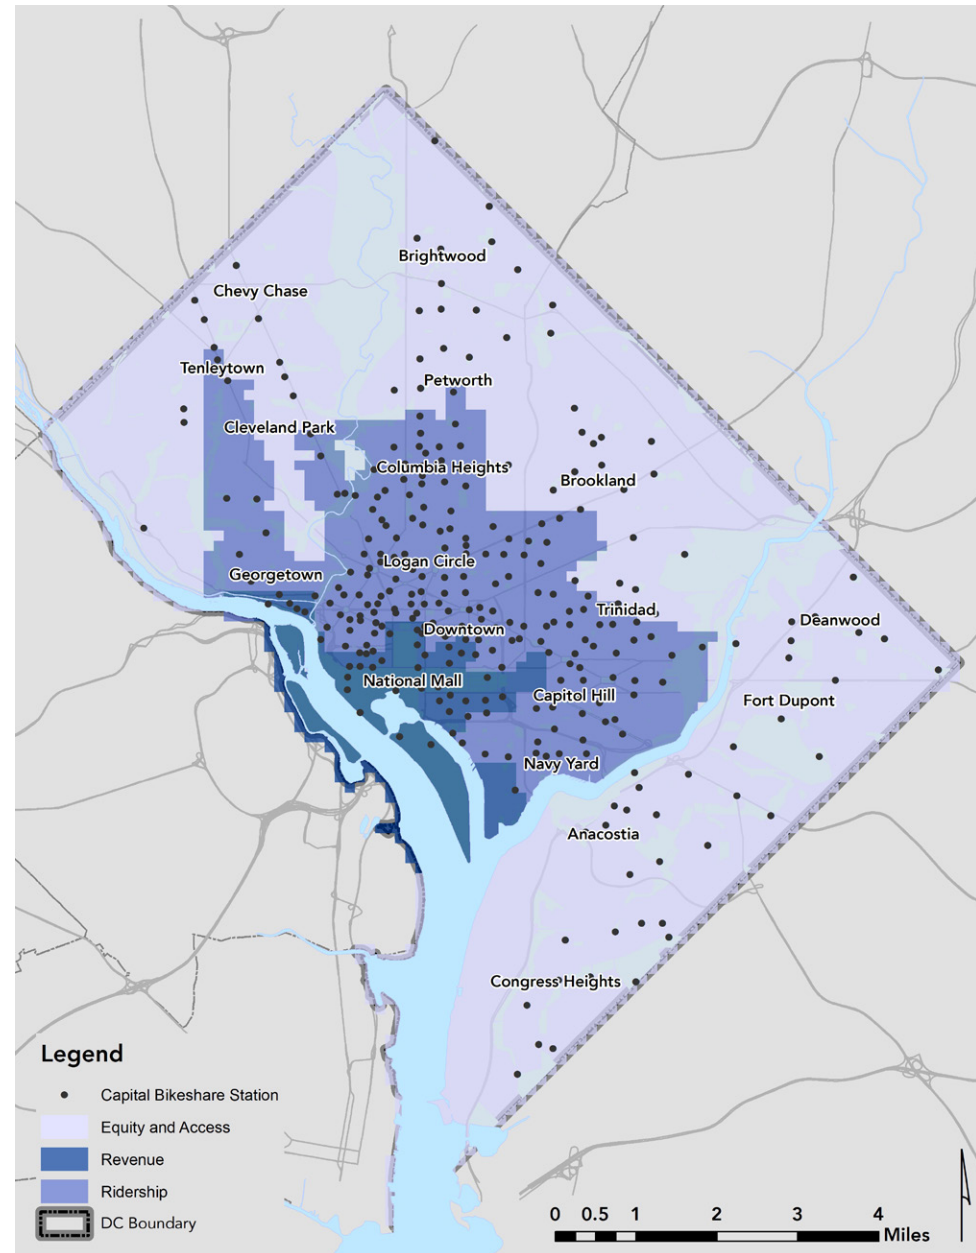 Brightwood
Chevy Chase
Tenleytown
Petworth
Cleveland Park
Columbia Heights
Brookland
Logan Circle
Georgetown
Trinidad
Deanwood
Downtown
National Mall
Capitol Hill
Fort Dupont
Navy Yard
Anacostia
Congress Heights
Legend
Capital Bikeshare Station
Equity and Access
Revenue
Ridership
DC Boundary
0 0.5 1 2 3 4
Miles